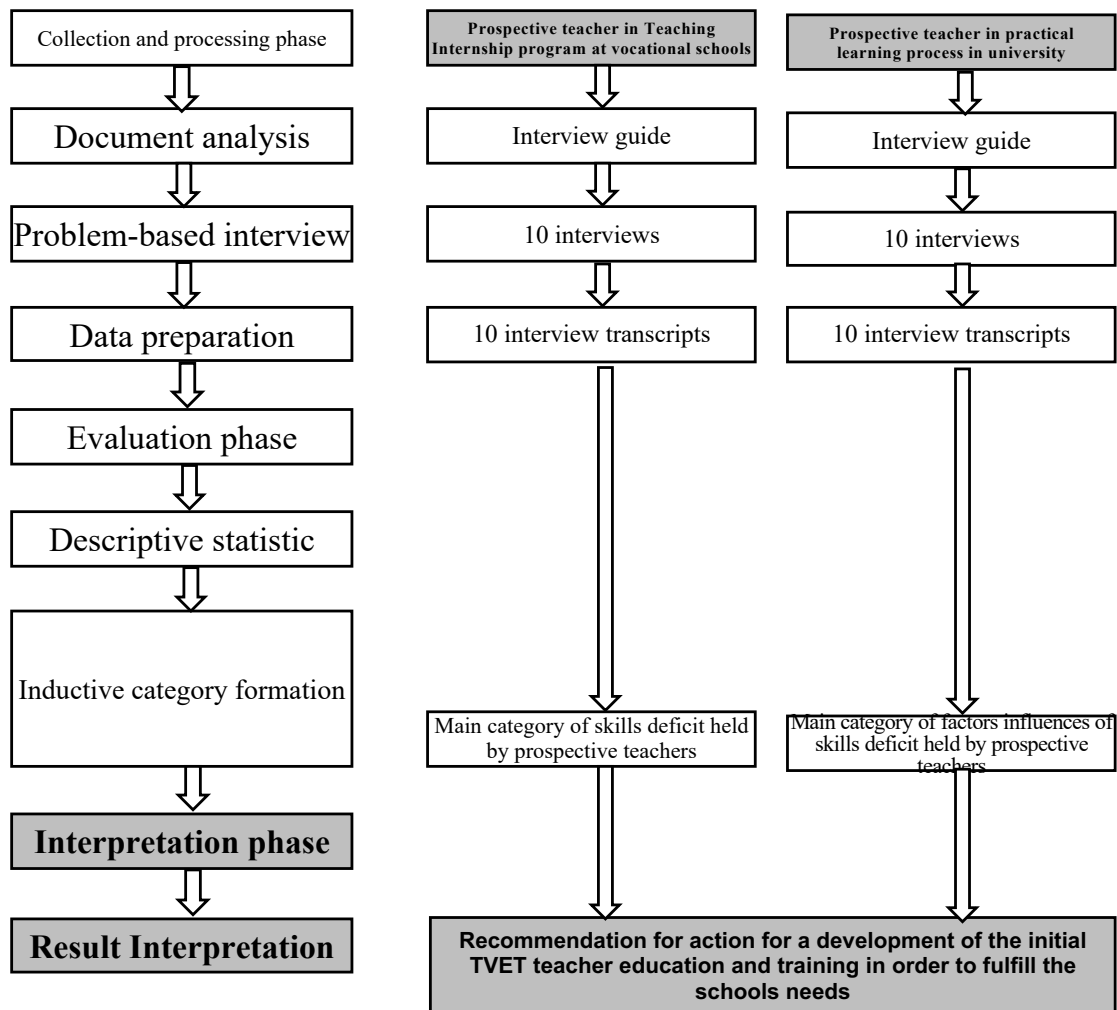 Collection and processing phase
Document analysis
Problem-based interview
Data preparation
Evaluation phase
Descriptive statistic
Inductive category formation
Interpretation phase
Result Interpretation
Prospective teacher in Teaching
Internship program at vocational schools
Interview guide
10 interviews
10 interview transcripts
Main category of skills deficit held
by prospective teachers
Prospective teacher in practical
learning process in university
Interview guide
10 interviews
10 interview transcripts
Main category of factors influences of
skills deficit held by prospective
teachers
Recommendation for action for a development of the initial
TVET teacher education and training in order to fulfill the
schools needs